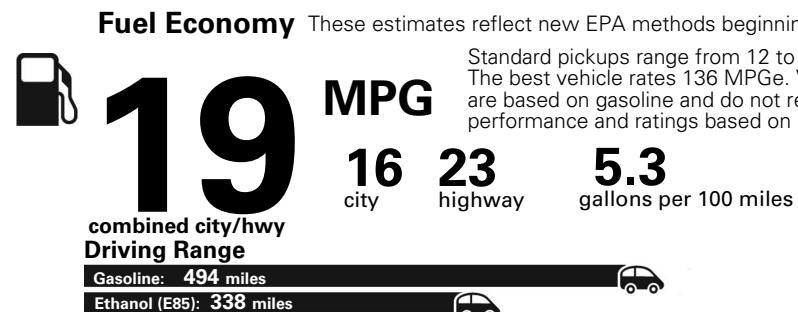 Fuel Economy These estimates reflect new EPA methods
Standard pickups range from 12 to
The best vehicle rates 136 MPGe.
19 MPG are based on gasoline and do not
performance and ratings based on
16 23 5.3
city highway gallons per 100 miles
combined city/hwy
Driving Range
Gasoline: 494 miles
Ethanol (E85): 338 miles